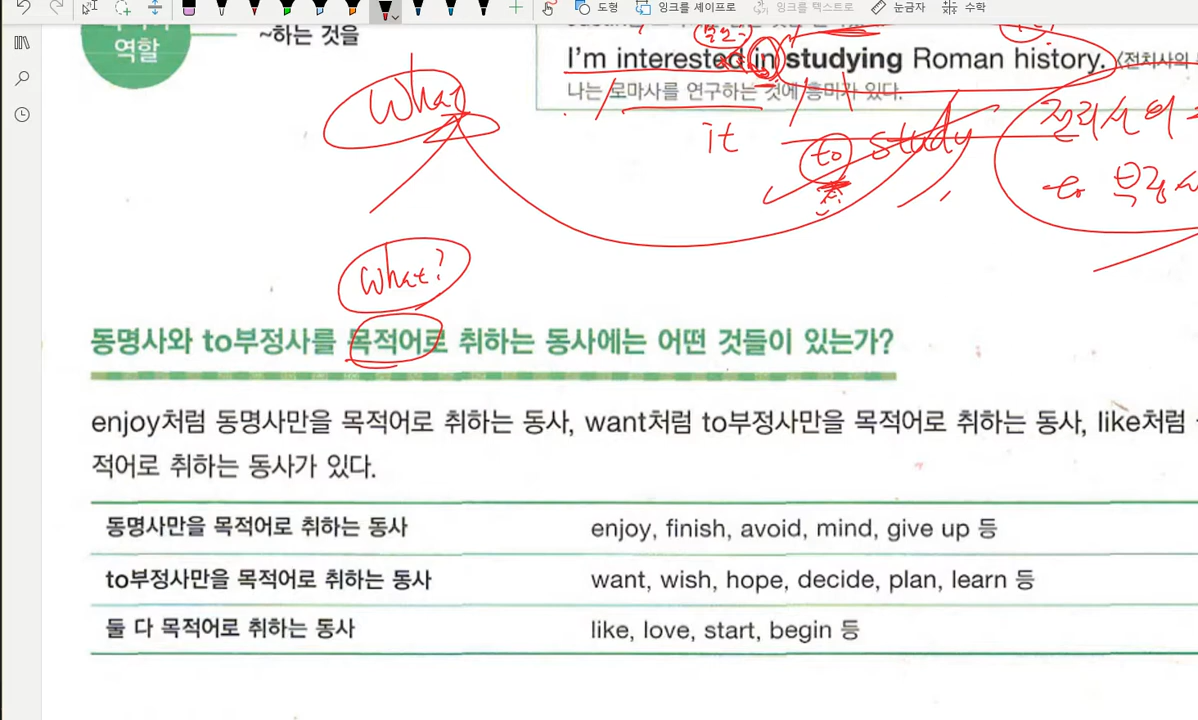 도형 잉크를 셰이프로 잉크를 텍스트로 눈금자 수학
역할
~하는 것을
I'm interested in studying Roman history.
나는 로마사를 연구하는 것에 흥미가 있다.
What
it
to study
to
What?
동명사와 to부정사를 목적어로 취하는 동사에는 어떤 것들이 있는가?
enjoy처럼 동명사만을 목적어로 취하는 동사, want처럼 to부정사만을 목적어로 취하는 동사, like처럼
적어로 취하는 동사가 있다.
동명사만을 목적어로 취하는 동사 enjoy, finish, avoid, mind, give up 등
to부정사만을 목적어로 취하는 동사 want, wish, hope, decide, plan, learn 등
둘 다 목적어로 취하는 동사 like, love, start, begin 등